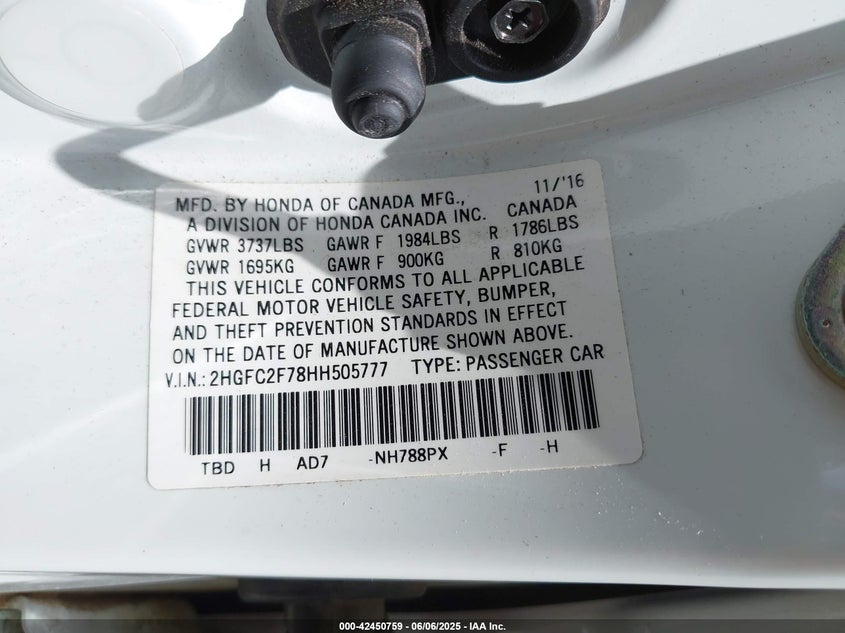 MFD. BY HONDA OF CANADA MFG., 11/'16
A DIVISION OF HONDA CANADA INC. CANADA
GVWR 3737LBS GAWR F 1984LBS R 1786LBS
GVWR 1695KG GAWR F 900KG R 810KG
THIS VEHICLE CONFORMS TO ALL APPLICABLE
FEDERAL MOTOR VEHICLE SAFETY, BUMPER,
AND THEFT PREVENTION STANDARDS IN EFFECT
ON THE DATE OF MANUFACTURE SHOWN ABOVE.
V.I.N.: 2HGFC2F78HH505777 TYPE: PASSENGER CAR
TBD H AD7 -NH788PX -F -H
000-42450759 - 06/06/2025 - IAA Inc.